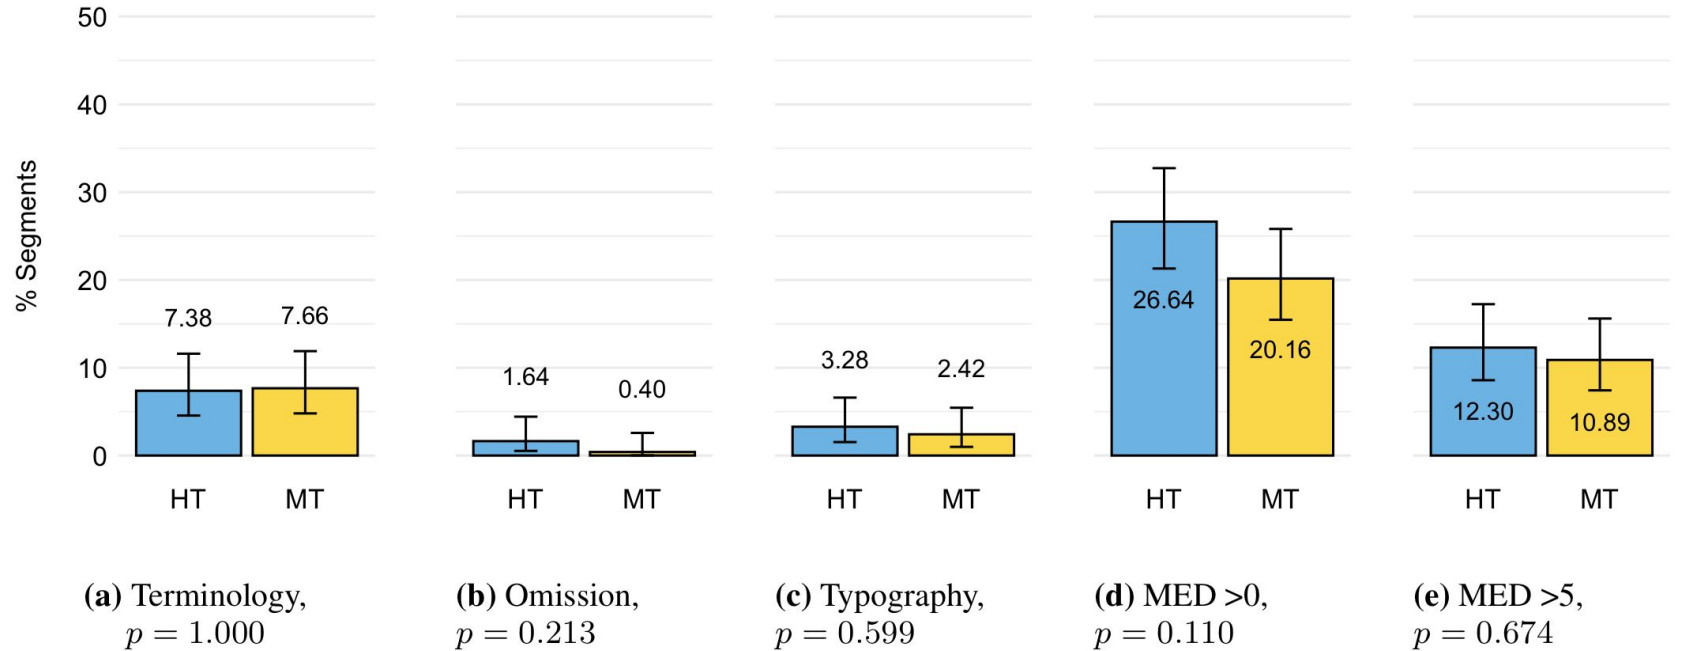 50
40
30
20
10
0
% Segments
7.38
7.66
HT
MT
1.64
0.40
HT
MT
3.28
2.42
HT
MT
26.64
20.16
HT
MT
12.30
10.89
HT
MT
(a) Terminology,
p = 1.000
(b) Omission,
p = 0.213
(c) Typography,
p = 0.599
(d) MED >0,
p = 0.110
(e) MED >5,
p = 0.674